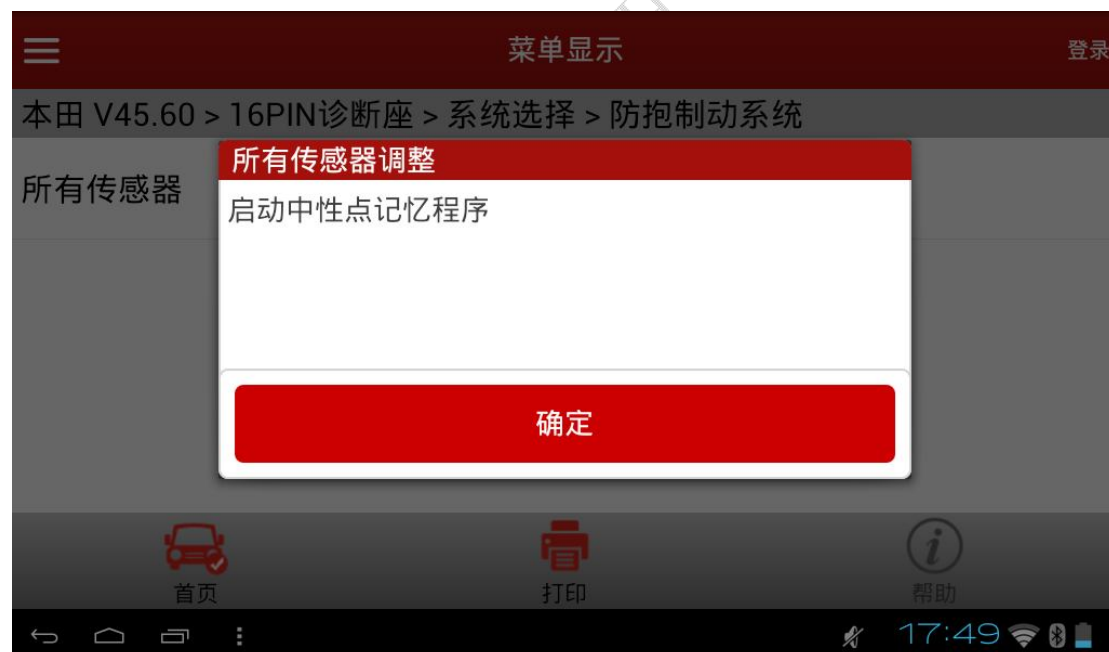 菜单显示
登录
本田 V45.60 > 16PIN诊断座 > 系统选择 > 防抱制动系统
所有传感器调整
所有传感器
启动中性点记忆程序
确定
首页
打印
帮助
17:49